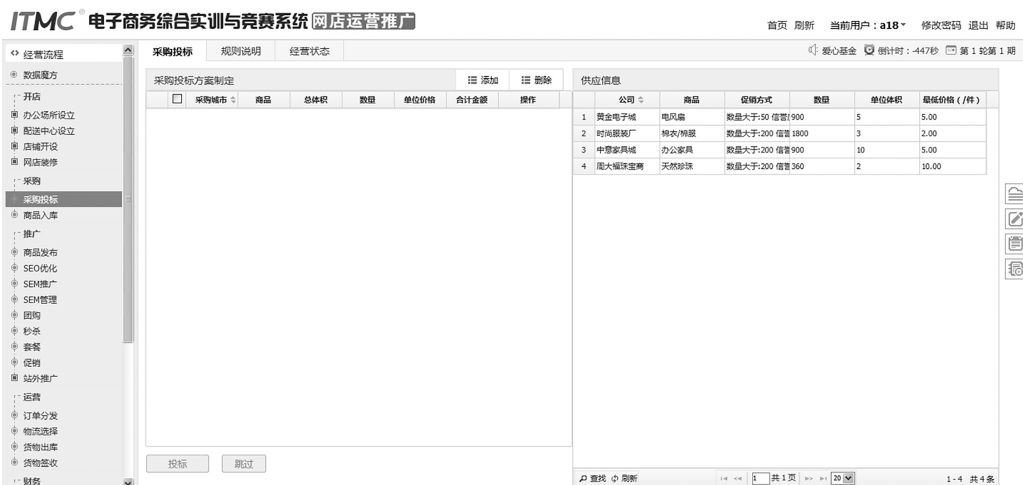 ITMC® 电子商务综合实训与竞赛系统 网店运营推广
首页 刷新 当前用户：a18 修改密码 退出 帮助
经营流程
数据魔方
开店
办公场所设立
配送中心设立
店铺开设
网店装修
采购
采购投标
商品入库
推广
商品发布
SEO优化
SEM推广
SEM管理
团购
秒杀
套餐
促销
站外推广
运营
订单分发
物流选择
货物出库
货物签收
财务
采购投标 规则说明 经营状态
爱心基金 倒计时：-447秒 第 1 轮第 1 期
采购投标方案制定 添加 删除
采购城市 商品 总体积 数量 单位价格 合计金额 操作
投标 跳过
供应信息
公司 商品 促销方式 数量 单位体积 最低价格（/件）
1 黄金电子城 电风扇 数量大于:50 信誉 900 5 5.00
2 时尚服装厂 棉衣/棉服 数量大于:200 信誉 1800 3 2.00
3 中意家具城 办公家具 数量大于:200 信誉 900 10 5.00
4 周大福珠宝商 天然珍珠 数量大于:200 信誉 360 2 10.00
查找 刷新 1 共 1 页 20 1 - 4 共 4 条